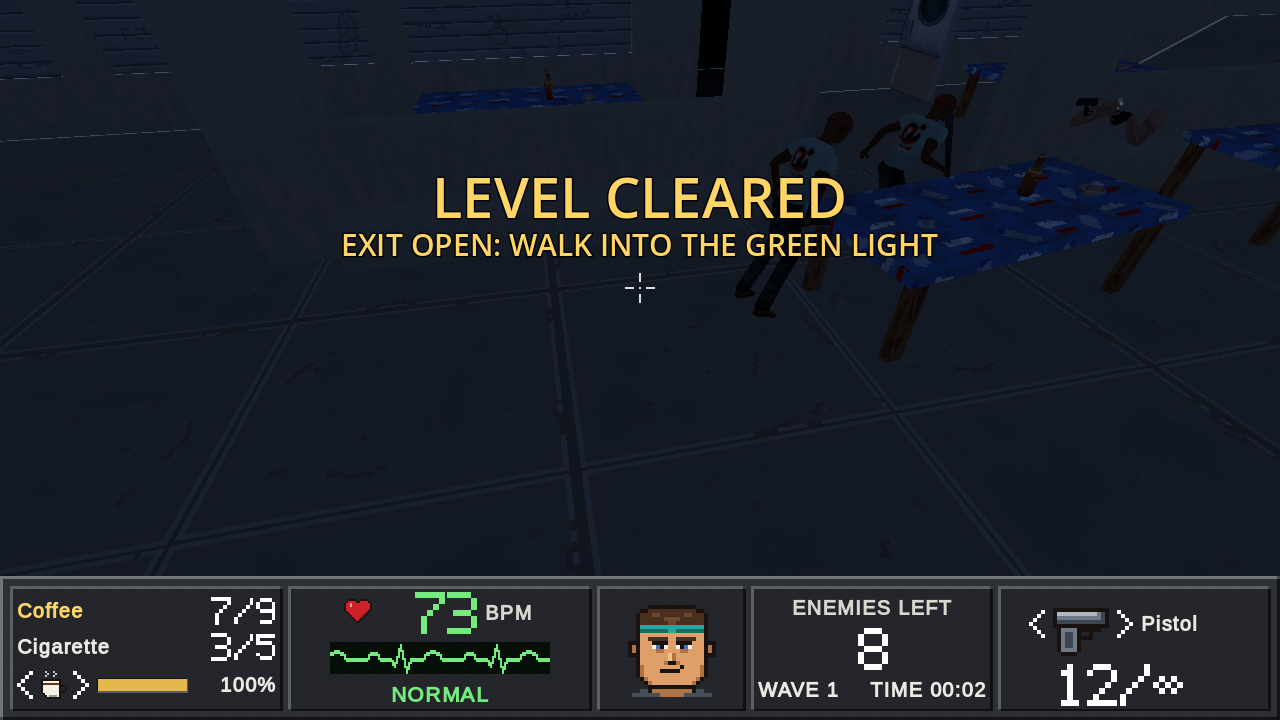 LEVEL CLEARED
EXIT OPEN: WALK INTO THE GREEN LIGHT
Coffee 7/9
Cigarette 3/5
100%
73 BPM
NORMAL
ENEMIES LEFT
8
WAVE 1 TIME 00:02
Pistol
12/∞